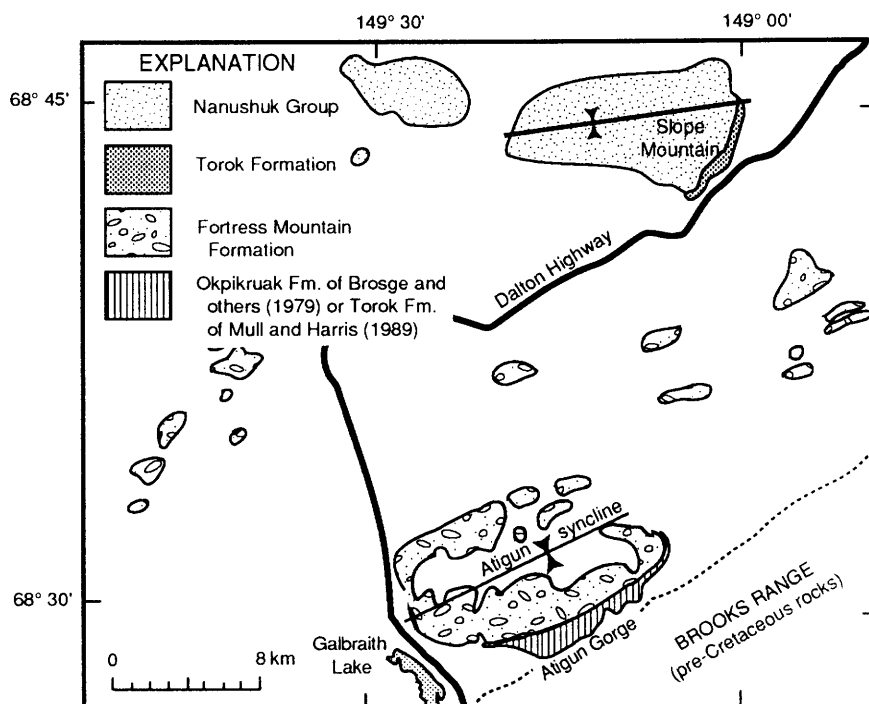 149° 30'
149° 00'
68° 45'
EXPLANATION
Nanushuk Group
Torok Formation
Fortress Mountain
Formation
Okpikruak Fm. of Brosge and
others (1979) or Torok Fm.
of Mull and Harris (1989)
Slope
Mountain
Dalton Highway
Atigun syncline
68° 30'
Galbraith
Lake
Atigun Gorge
BROOKS RANGE
(pre-Cretaceous rocks)
0 8 km